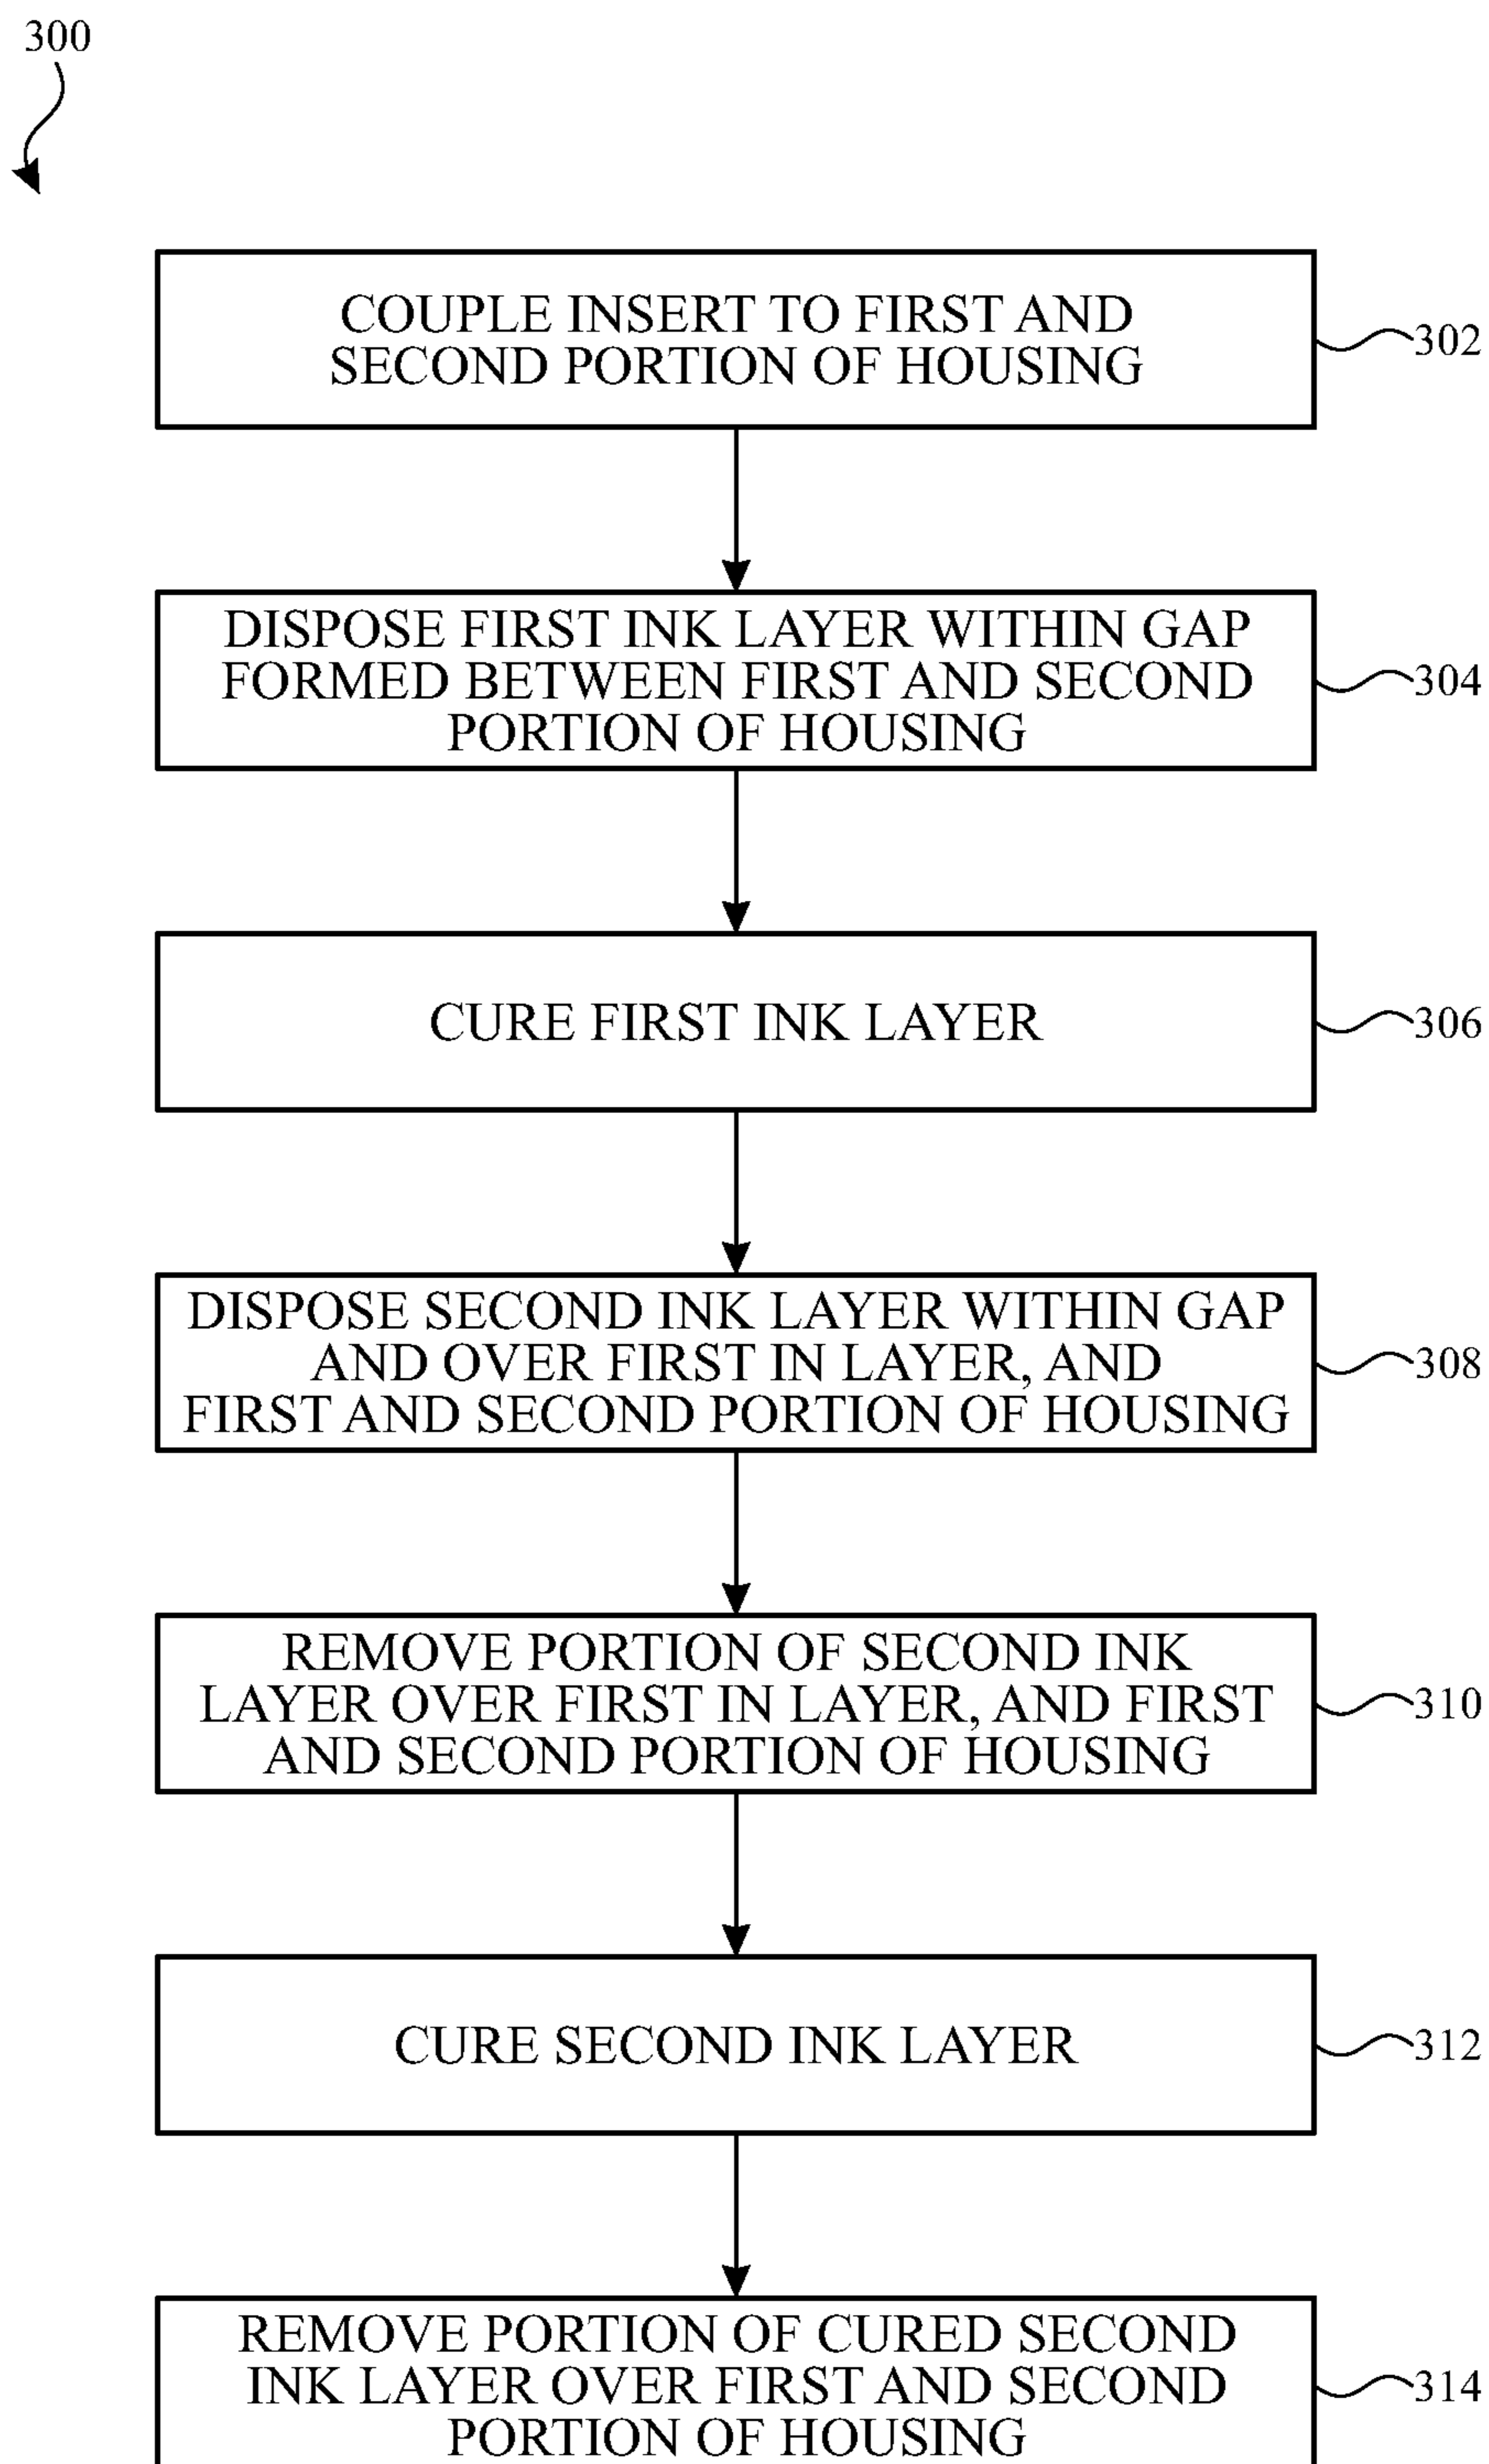 300
COUPLE INSERT TO FIRST AND
SECOND PORTION OF HOUSING
302
DISPOSE FIRST INK LAYER WITHIN GAP
FORMED BETWEEN FIRST AND SECOND
PORTION OF HOUSING
304
CURE FIRST INK LAYER
306
DISPOSE SECOND INK LAYER WITHIN GAP
AND OVER FIRST IN LAYER, AND
FIRST AND SECOND PORTION OF HOUSING
308
REMOVE PORTION OF SECOND INK
LAYER OVER FIRST IN LAYER, AND FIRST
AND SECOND PORTION OF HOUSING
310
CURE SECOND INK LAYER
312
REMOVE PORTION OF CURED SECOND
INK LAYER OVER FIRST AND SECOND
PORTION OF HOUSING
314